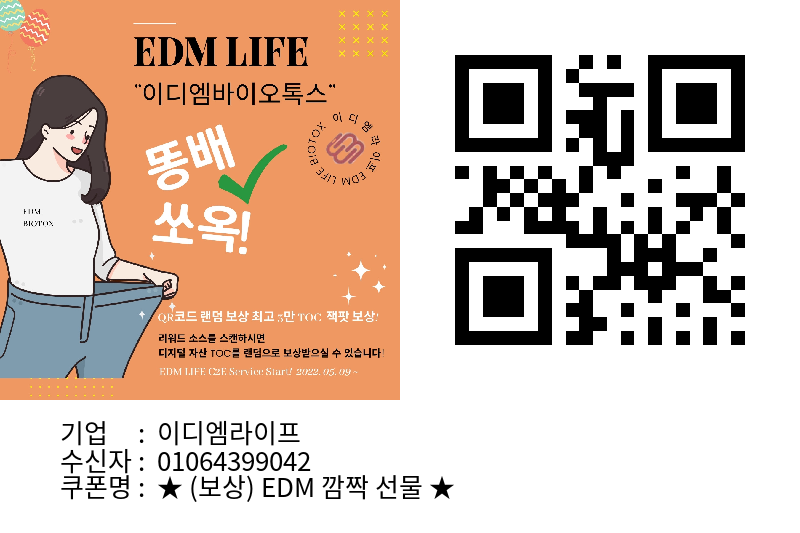 EDM LIFE
"이디엠바이오톡스"
이디엠라이프 EDM LIFE BIOTOX
똥배
쏘옥!
EDM
BIOTOX
QR코드 랜덤 보상 최고 5만 TOC 잭팟 보상!
리워드 소스를 스캔하시면
디지털 자산 TOC를 랜덤으로 보상받으실 수 있습니다!
EDM LIFE C2E Service Start! 2022. 05. 09 ~
기업 : 이디엠라이프
수신자 : 01064399042
쿠폰명 : ★ (보상) EDM 깜짝 선물 ★